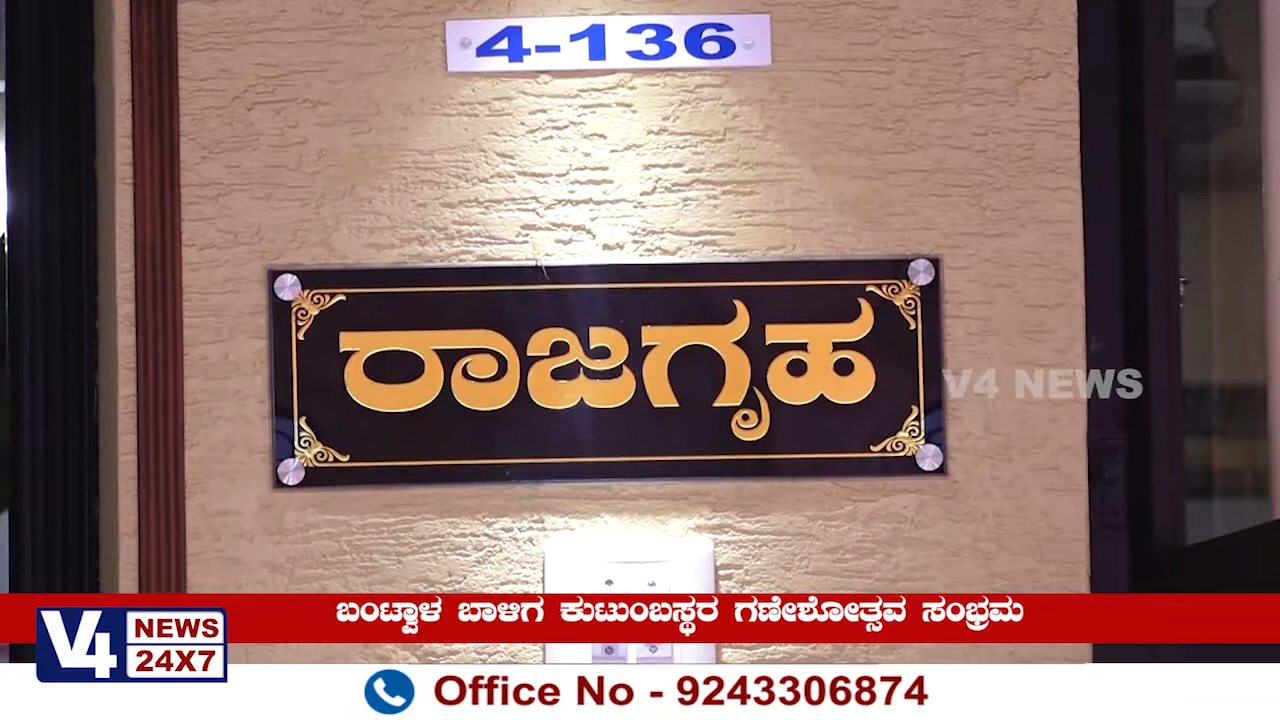 4-136
ರಾಜಗೃಹ
V4 NEWS
ಬಂಟ್ವಾಳ ಬಾಳಿಗ ಕುಟುಂಬಸ್ಥರ ಗಣೇಶೋತ್ಸವ ಸಂಭ್ರಮ
V4 NEWS 24X7
Office No - 9243306874